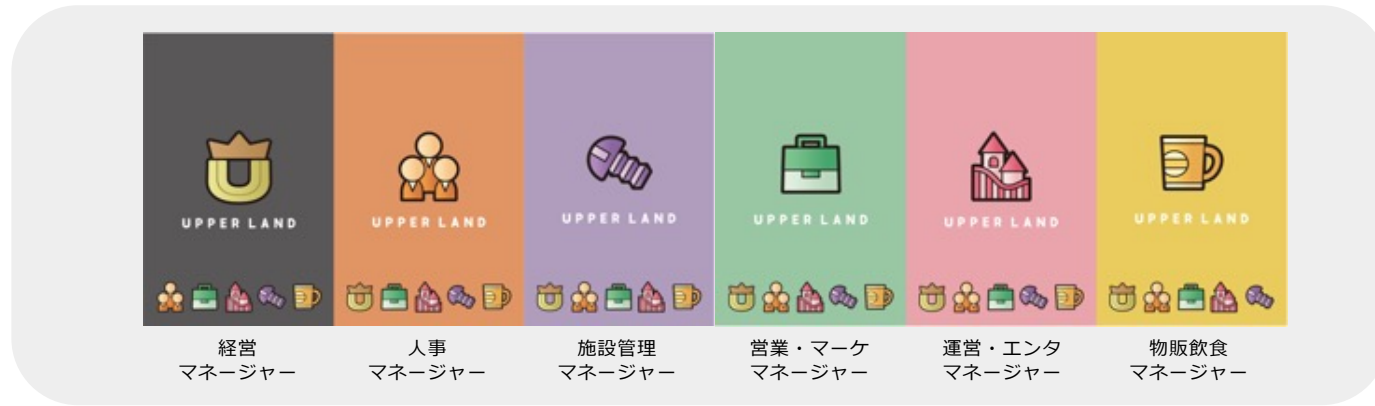 UPPER LAND
UPPER LAND
UPPER LAND
UPPER LAND
UPPER LAND
UPPER LAND
経営
マネージャー
人事
マネージャー
施設管理
マネージャー
営業・マーケ
マネージャー
運営・エンタ
マネージャー
物販飲食
マネージャー